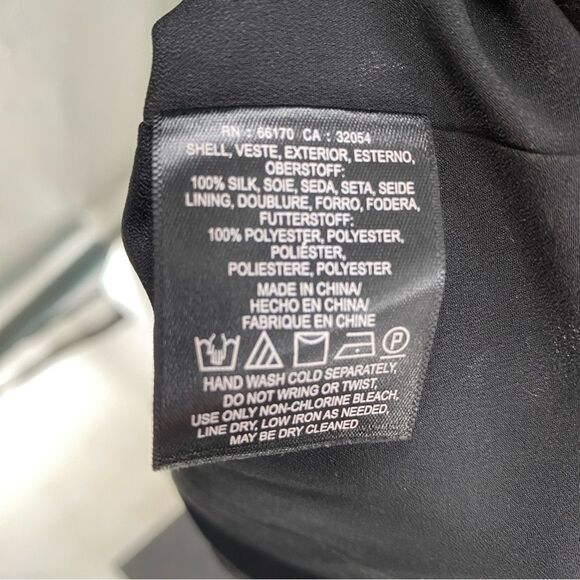 RN : 66170 CA : 32054
SHELL, VESTE, EXTERIOR, ESTERNO,
OBERSTOFF:
100% SILK, SOIE, SEDA, SETA, SEIDE
LINING, DOUBLURE, FORRO, FODERA,
FUTTERSTOFF:
100% POLYESTER, POLYESTER,
POLIÉSTER,
POLIESTERE, POLYESTER
MADE IN CHINA/
HECHO EN CHINA/
FABRIQUE EN CHINE
P
HAND WASH COLD SEPARATELY,
DO NOT WRING OR TWIST,
USE ONLY NON-CHLORINE BLEACH,
LINE DRY, LOW IRON AS NEEDED,
MAY BE DRY CLEANED